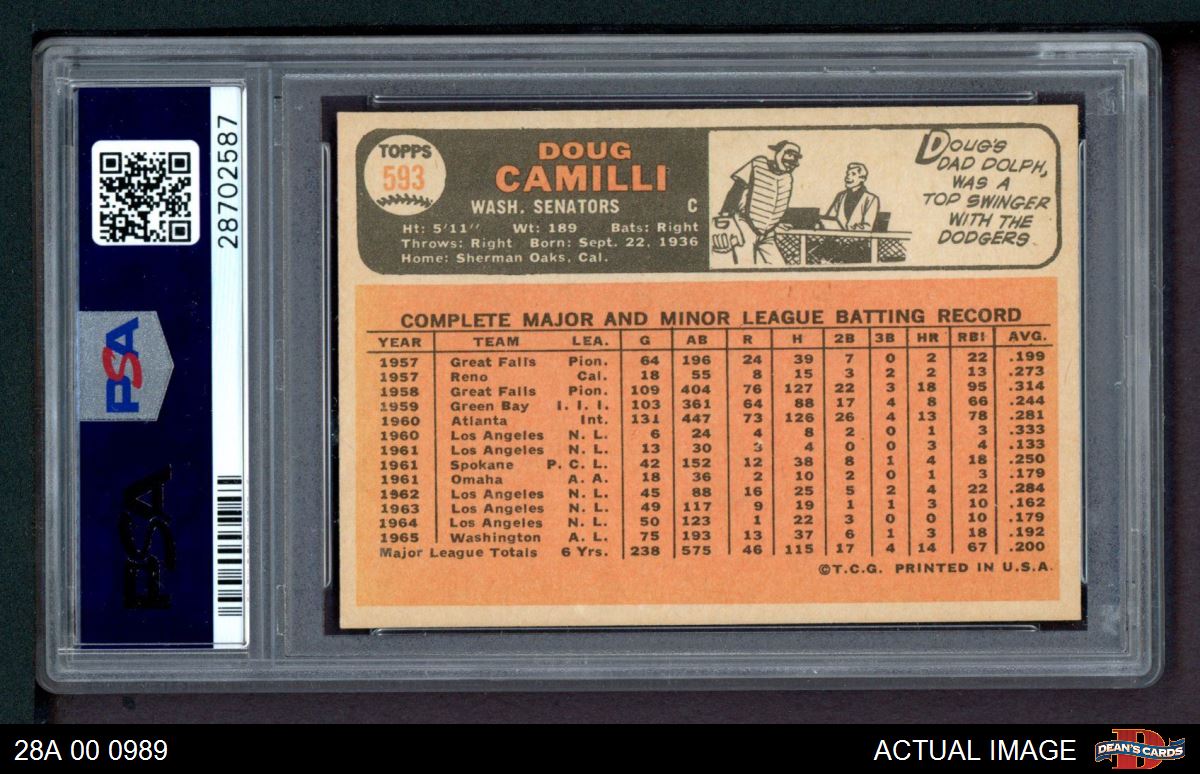 28702587
PSA
PSA
TOPPS
593
DOUG
CAMILLI
WASH. SENATORS C
Ht: 5'11" Wt: 189 Bats: Right
Throws: Right Born: Sept. 22, 1936
Home: Sherman Oaks, Cal.
DOUG'S
DAD DOLPH,
WAS A
TOP SWINGER
WITH THE
DODGERS.
COMPLETE MAJOR AND MINOR LEAGUE BATTING RECORD
YEAR TEAM LEA. G AB R H 2B 3B HR RBI AVG.
1957 Great Falls Pion. 64 196 24 39 7 0 2 22 .199
1957 Reno Cal. 18 55 8 15 3 2 2 13 .273
1958 Great Falls Pion. 109 404 76 127 22 3 18 95 .314
1959 Green Bay I. I. I. 103 361 64 88 17 4 8 66 .244
1960 Atlanta Int. 131 447 73 126 26 4 13 78 .281
1960 Los Angeles N. L. 6 24 4 8 2 0 1 3 .333
1961 Los Angeles N. L. 13 30 3 4 0 0 3 4 .133
1961 Spokane P. C. L. 42 152 12 38 8 1 4 18 .250
1961 Omaha A. A. 18 36 2 10 2 0 1 3 .179
1962 Los Angeles N. L. 45 88 16 25 5 2 4 22 .284
1963 Los Angeles N. L. 49 117 9 19 1 1 3 10 .162
1964 Los Angeles N. L. 50 123 1 22 3 0 0 10 .179
1965 Washington A. L. 75 193 13 37 6 1 3 18 .192
Major League Totals 6 Yrs. 238 575 46 115 17 4 14 67 .200
©T.C.G. PRINTED IN U.S.A.
28A 00 0989
ACTUAL IMAGE
D
DEAN'S CARDS